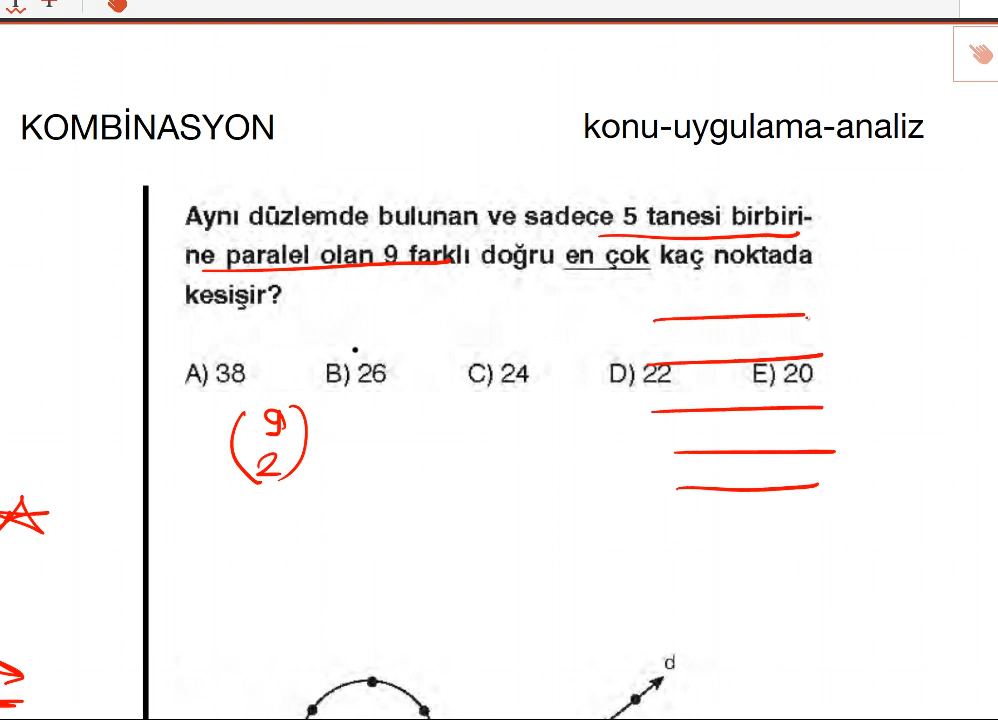 KOMBİNASYON
konu-uygulama-analiz
Aynı düzlemde bulunan ve sadece 5 tanesi birbiri-
ne paralel olan 9 farklı doğru en çok kaç noktada
kesişir?
A) 38 B) 26 C) 24 D) 22 E) 20
(9
2)
d